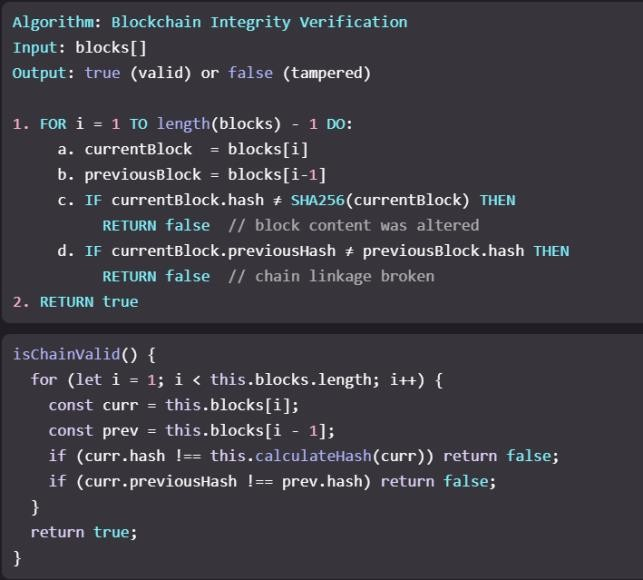 Algorithm: Blockchain Integrity Verification
Input: blocks[]
Output: true (valid) or false (tampered)
1. FOR i = 1 TO length(blocks) - 1 DO:
a. currentBlock = blocks[i]
b. previousBlock = blocks[i-1]
c. IF currentBlock.hash ≠ SHA256(currentBlock) THEN
RETURN false // block content was altered
d. IF currentBlock.previousHash ≠ previousBlock.hash THEN
RETURN false // chain linkage broken
2. RETURN true
isChainValid() {
for (let i = 1; i < this.blocks.length; i++) {
const curr = this.blocks[i];
const prev = this.blocks[i - 1];
if (curr.hash !== this.calculateHash(curr)) return false;
if (curr.previousHash !== prev.hash) return false;
}
return true;
}